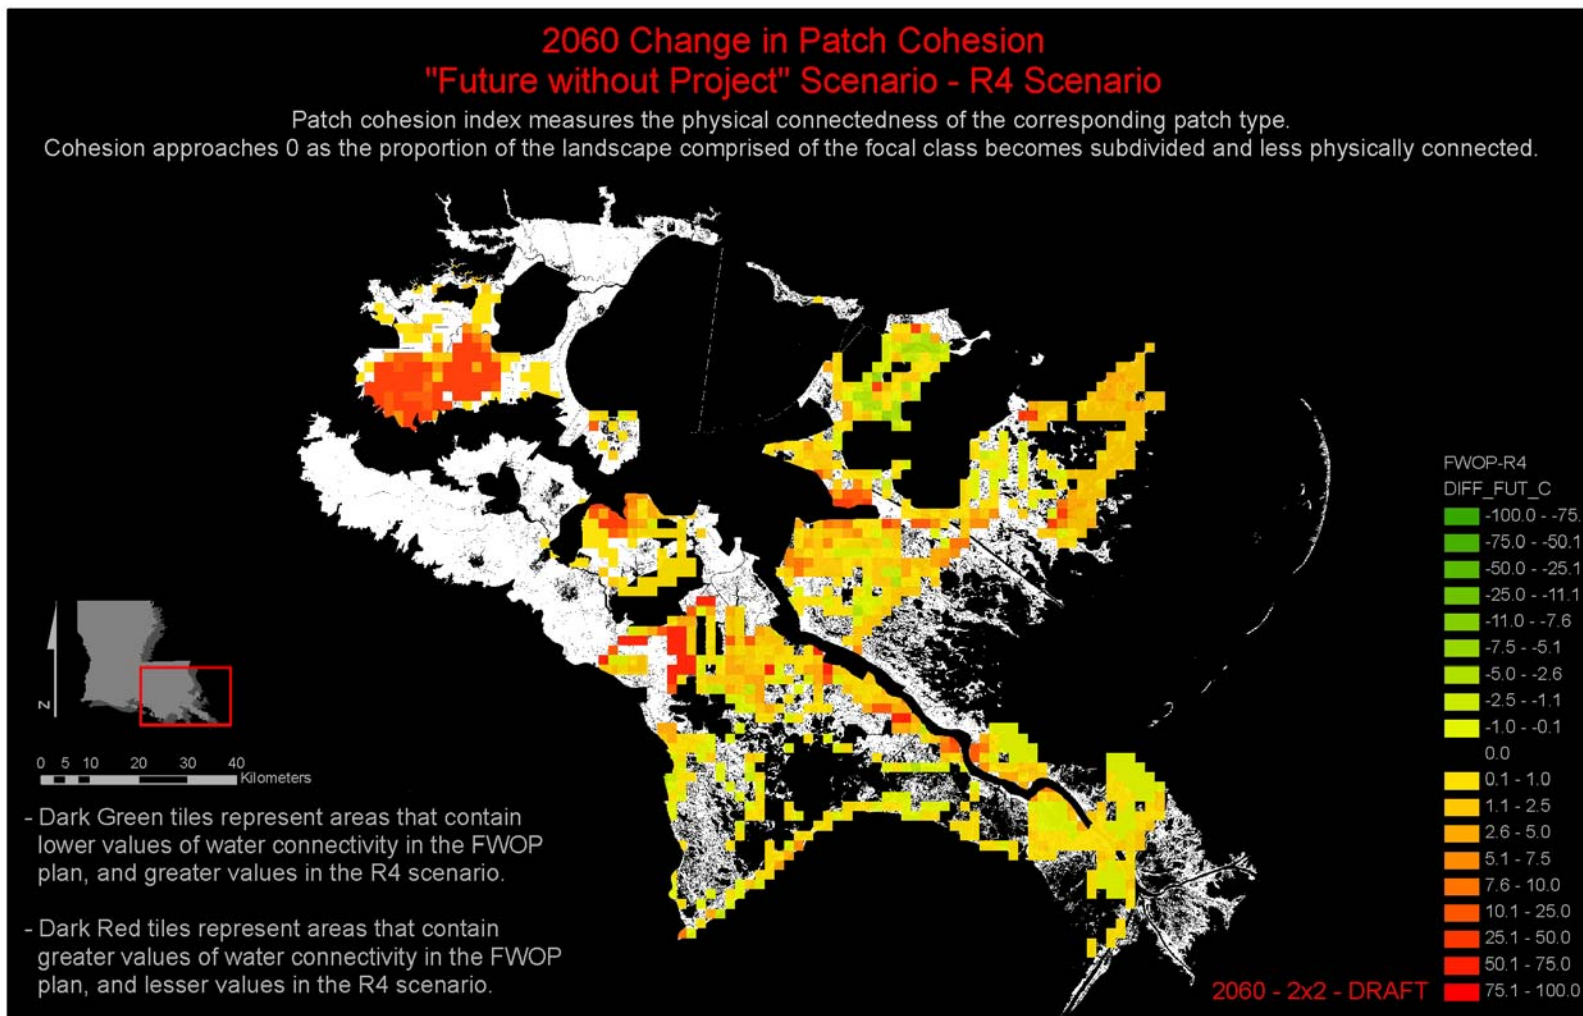 2060 Change in Patch Cohesion
"Future without Project" Scenario - R4 Scenario
Patch cohesion index measures the physical connectedness of the corresponding patch type.
Cohesion approaches 0 as the proportion of the landscape comprised of the focal class becomes subdivided and less physically connected.
FWOP-R4
DIFF_FUT_C
-100.0 - -75.
-75.0 - -50.1
-50.0 - -25.1
-25.0 - -11.1
-11.0 - -7.6
-7.5 - -5.1
-5.0 - -2.6
-2.5 - -1.1
-1.0 - -0.1
0.0
0.1 - 1.0
1.1 - 2.5
2.6 - 5.0
5.1 - 7.5
7.6 - 10.0
10.1 - 25.0
25.1 - 50.0
50.1 - 75.0
75.1 - 100.0
N
0 5 10 20 30 40
Kilometers
- Dark Green tiles represent areas that contain
lower values of water connectivity in the FWOP
plan, and greater values in the R4 scenario.
- Dark Red tiles represent areas that contain
greater values of water connectivity in the FWOP
plan, and lesser values in the R4 scenario.
2060 - 2x2 - DRAFT